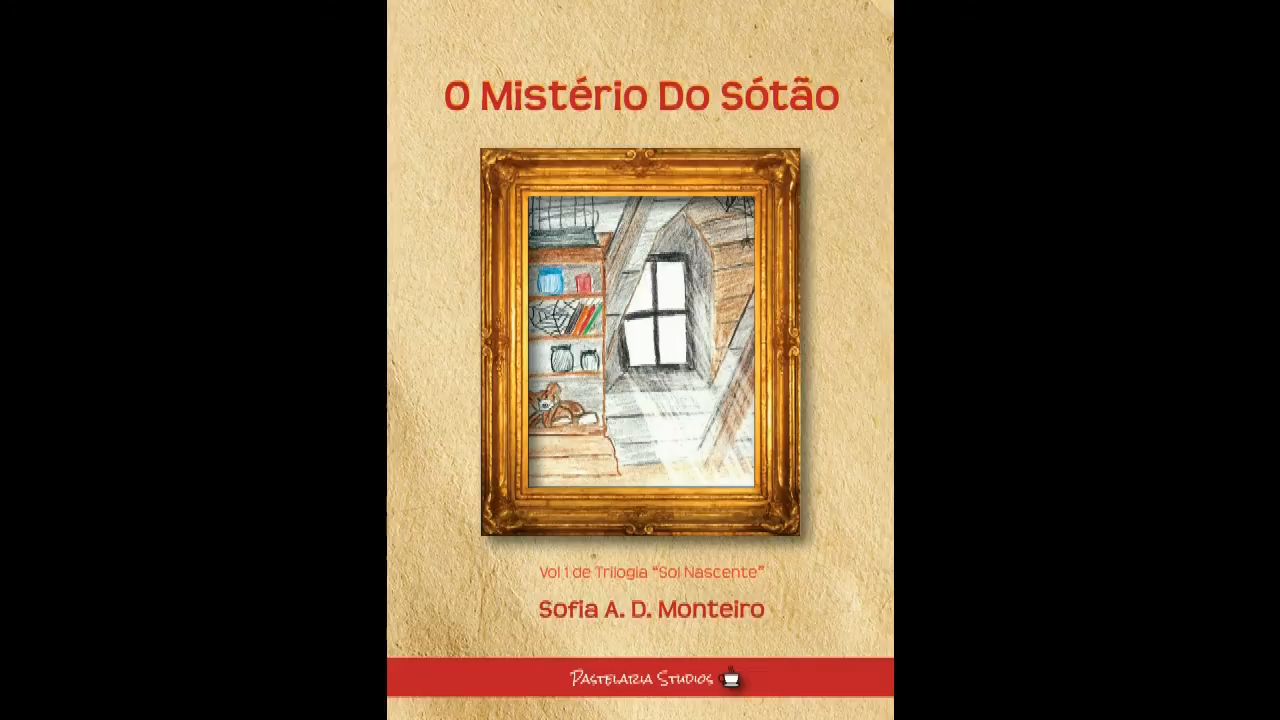 O Mistério Do Sótão
Vol 1 de Trilogia “Sol Nascente”
Sofia A. D. Monteiro
Pastelaria Studios